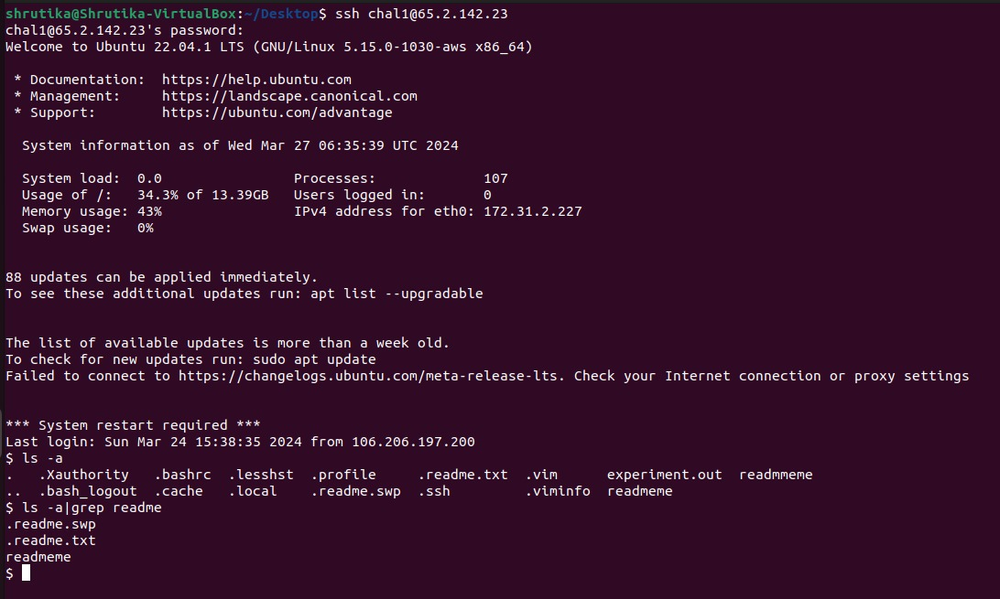 shrutika@Shrutika-VirtualBox:~/Desktop$ ssh chal1@65.2.142.23
chal1@65.2.142.23's password:
Welcome to Ubuntu 22.04.1 LTS (GNU/Linux 5.15.0-1030-aws x86_64)
* Documentation:  https://help.ubuntu.com
* Management:     https://landscape.canonical.com
* Support:        https://ubuntu.com/advantage
System information as of Wed Mar 27 06:35:39 UTC 2024
System load:  0.0                Processes:             107
Usage of /:   34.3% of 13.39GB   Users logged in:       0
Memory usage: 43%                IPv4 address for eth0: 172.31.2.227
Swap usage:   0%
88 updates can be applied immediately.
To see these additional updates run: apt list --upgradable
The list of available updates is more than a week old.
To check for new updates run: sudo apt update
Failed to connect to https://changelogs.ubuntu.com/meta-release-lts. Check your Internet connection or proxy settings
*** System restart required ***
Last login: Sun Mar 24 15:38:35 2024 from 106.206.197.200
$ ls -a
.   .Xauthority   .bashrc  .lesshst  .profile     .readme.txt  .vim      experiment.out  readmmeme
..  .bash_logout  .cache   .local    .readme.swp  .ssh         .viminfo  readmeme
$ ls -a|grep readme
.readme.swp
.readme.txt
readmeme
$